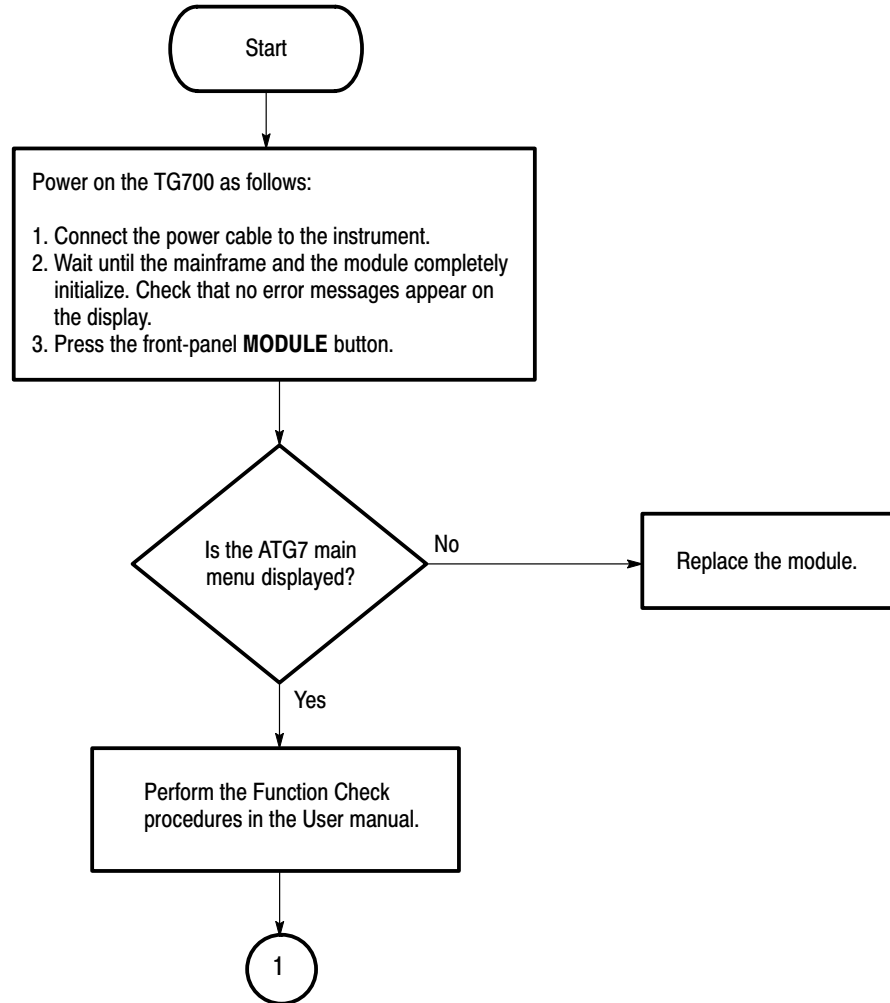 Start
Power on the TG700 as follows:
1. Connect the power cable to the instrument.
2. Wait until the mainframe and the module completely
initialize. Check that no error messages appear on
the display.
3. Press the front-panel MODULE button.
Is the ATG7 main
menu displayed?
No
Replace the module.
Yes
Perform the Function Check
procedures in the User manual.
1